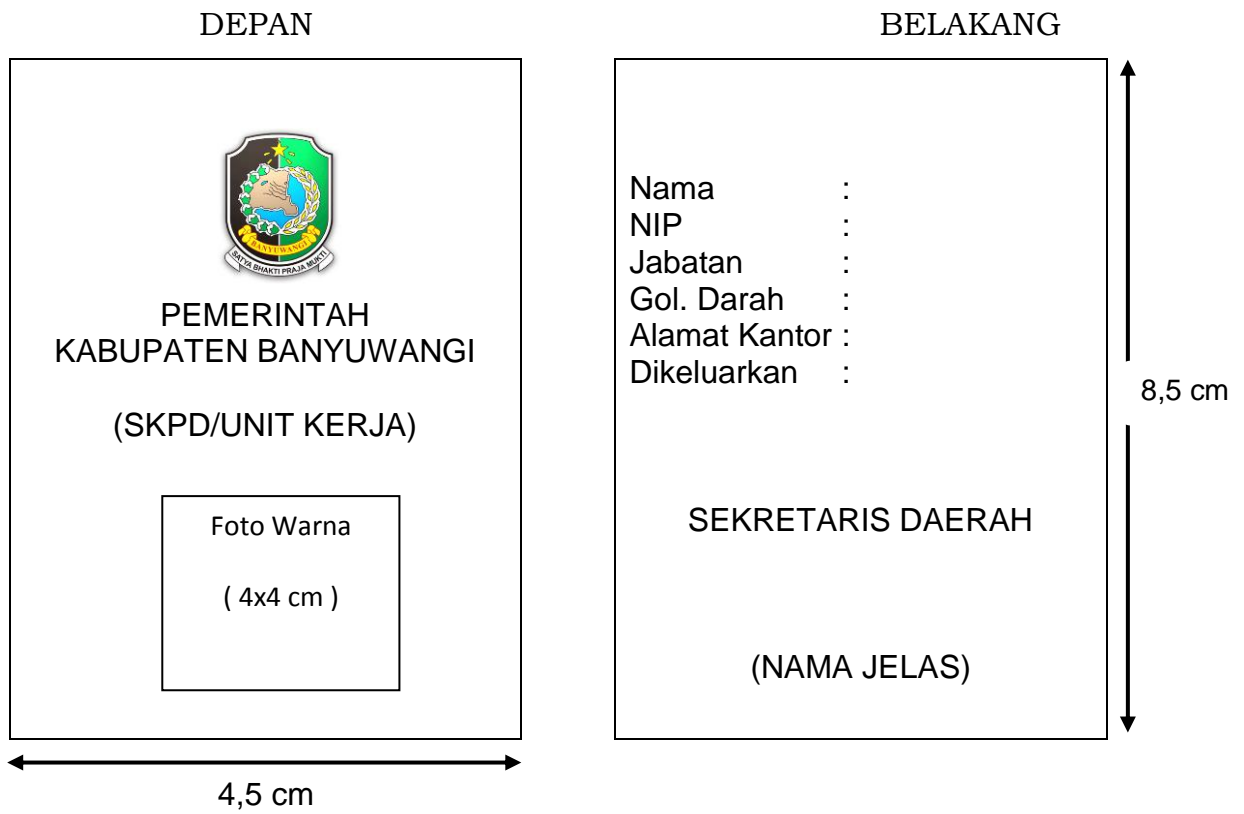 DEPAN
BANYUWANGI
SATYA BHAKTI PRAJA MUKTI
PEMERINTAH
KABUPATEN BANYUWANGI
(SKPD/UNIT KERJA)
Foto Warna
( 4x4 cm )
4,5 cm
BELAKANG
Nama :
NIP :
Jabatan :
Gol. Darah :
Alamat Kantor :
Dikeluarkan :
SEKRETARIS DAERAH
(NAMA JELAS)
8,5 cm